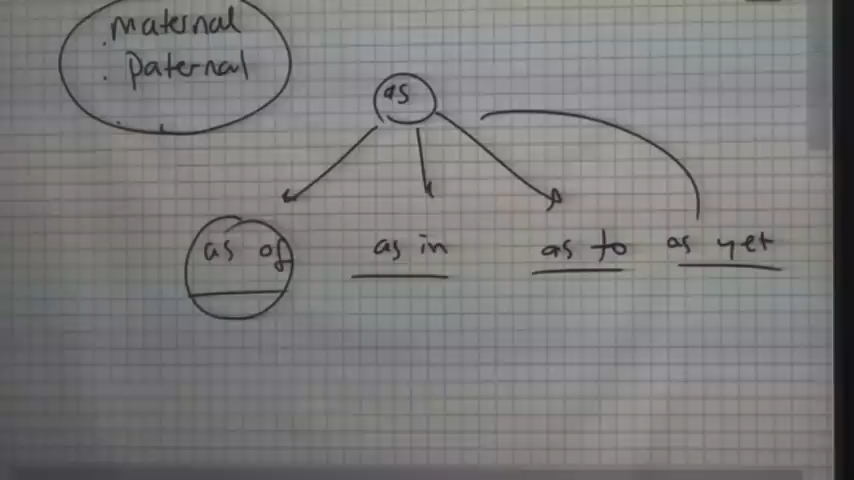 . maternal
. paternal
as
as of as in as to as yet